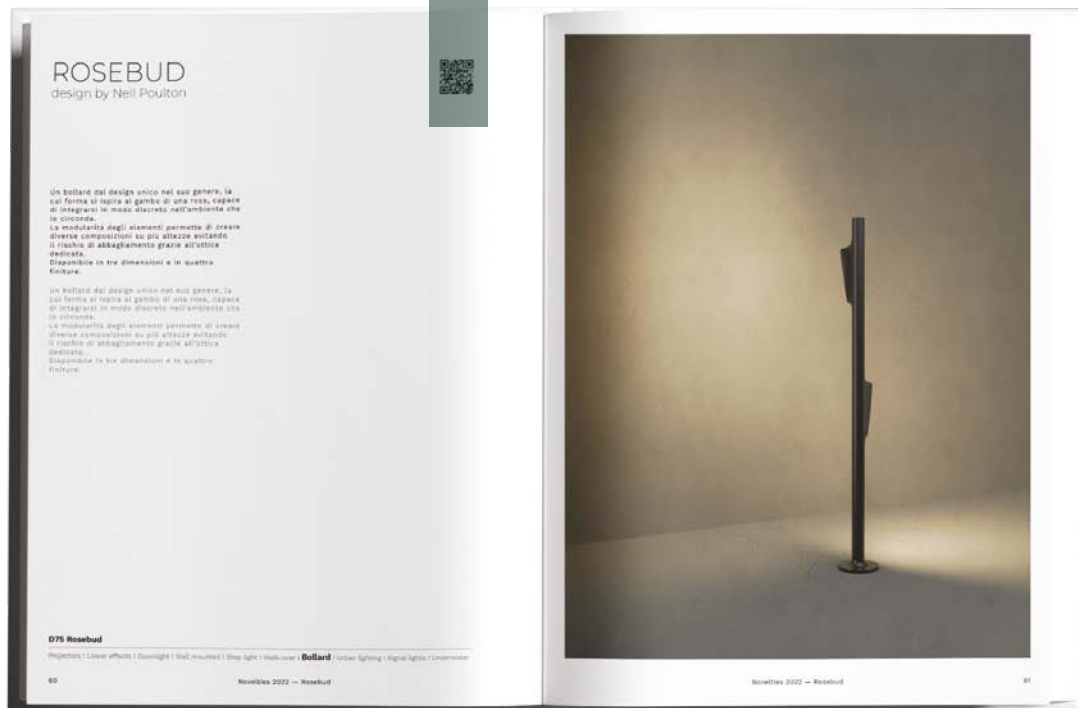 ROSEBUD
design by Neil Poulton
Un bollard dal design unico nel suo genere, la
cui forma si ispira al gambo di una rosa, capace
di integrarsi in modo discreto nell'ambiente che
lo circonda.
La modularità degli elementi permette di creare
diverse composizioni su più altezze evitando
il rischio di abbagliamento grazie all'ottica
dedicata.
Disponibile in tre dimensioni e in quattro
finiture.
Un bollard dal design unico nel suo genere, la
cui forma si ispira al gambo di una rosa, capace
di integrarsi in modo discreto nell'ambiente che
lo circonda.
La modularità degli elementi permette di creare
diverse composizioni su più altezze evitando
il rischio di abbagliamento grazie all'ottica
dedicata.
Disponibile in tre dimensioni e in quattro
finiture.
D75 Rosebud
Projectors | Linear effects | Downlight | Wall mounted | Step light | Walk-over | Bollard | Urban lighting | Signal lights | Underwater
60
Novelties 2022 — Rosebud
Novelties 2022 — Rosebud
61